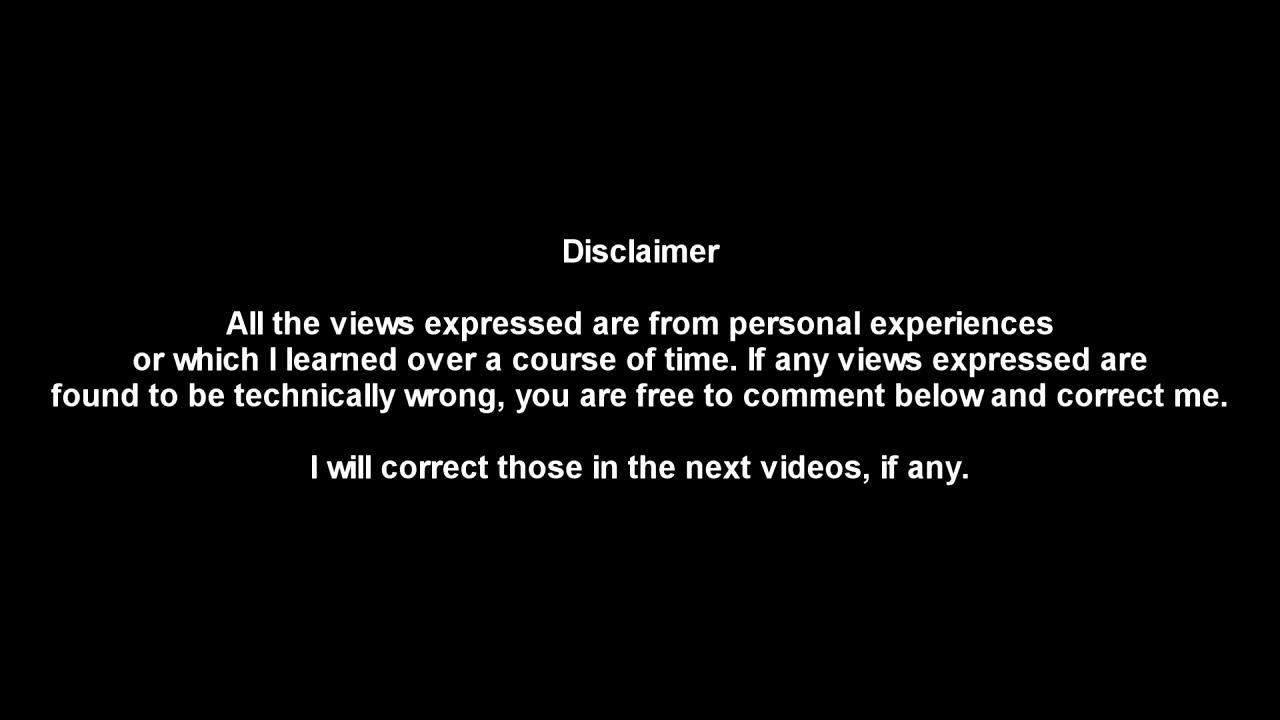 Disclaimer
All the views expressed are from personal experiences
or which I learned over a course of time. If any views expressed are
found to be technically wrong, you are free to comment below and correct me.
I will correct those in the next videos, if any.